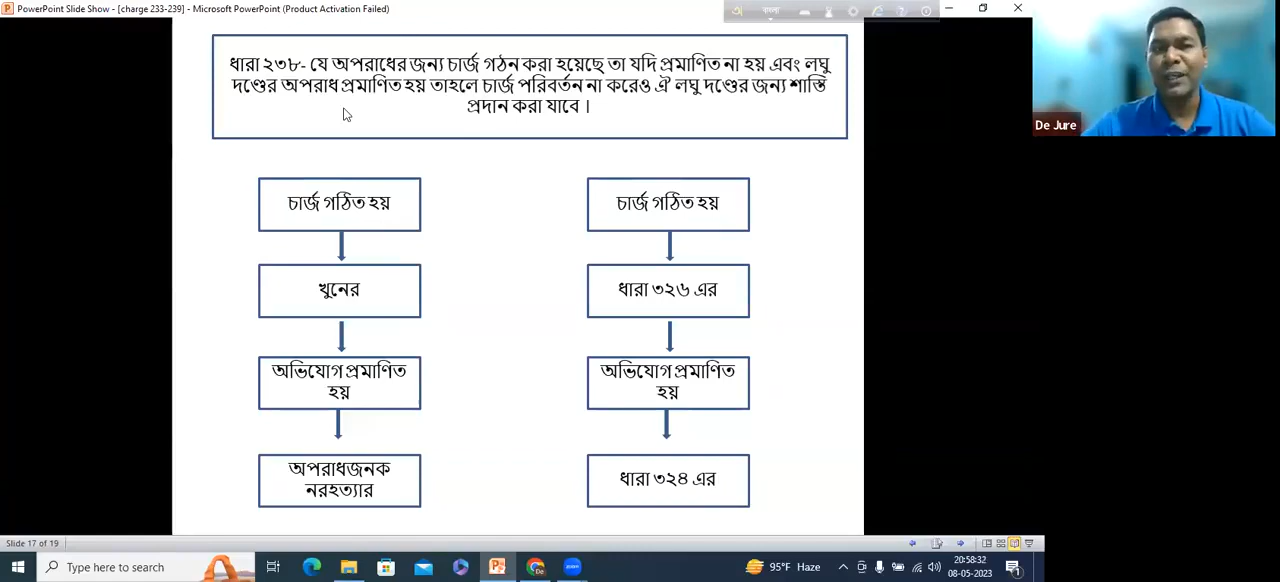 PowerPoint Slide Show - [charge 233-239] - Microsoft PowerPoint (Product Activation Failed)
বাংলা
ধারা ২৩৮- যে অপরাধের জন্য চার্জ গঠন করা হয়েছে তা যদি প্রমাণিত না হয় এবং লঘু
দণ্ডের অপরাধ প্রমাণিত হয় তাহলে চার্জ পরিবর্তন না করেও ঐ লঘু দণ্ডের জন্য শাস্তি
প্রদান করা যাবে ।
De Jure
চার্জ গঠিত হয়
চার্জ গঠিত হয়
খুনের
ধারা ৩২৬ এর
অভিযোগ প্রমাণিত
হয়
অভিযোগ প্রমাণিত
হয়
অপরাধজনক
নরহত্যার
ধারা ৩২৪ এর
Slide 17 of 19
Type here to search
95°F Haze
20:58:32
08-05-2023